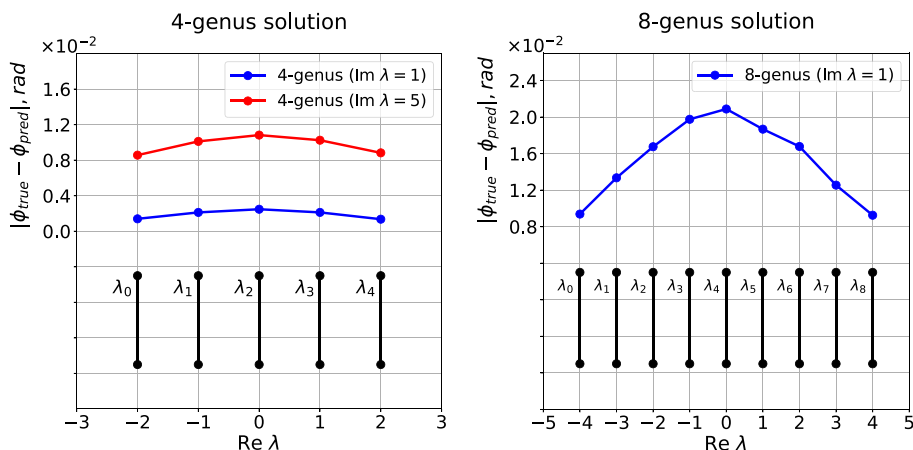 4-genus solution
×10⁻²
|ϕ_true − ϕ_pred|, rad
1.6
1.2
0.8
0.4
0.0
4-genus (Im λ = 1)
4-genus (Im λ = 5)
λ₀ λ₁ λ₂ λ₃ λ₄
−3 −2 −1 0 1 2 3
Re λ
8-genus solution
×10⁻²
|ϕ_true − ϕ_pred|, rad
2.4
2.0
1.6
1.2
0.8
8-genus (Im λ = 1)
λ₀ λ₁ λ₂ λ₃ λ₄ λ₅ λ₆ λ₇ λ₈
−5 −4 −3 −2 −1 0 1 2 3 4 5
Re λ